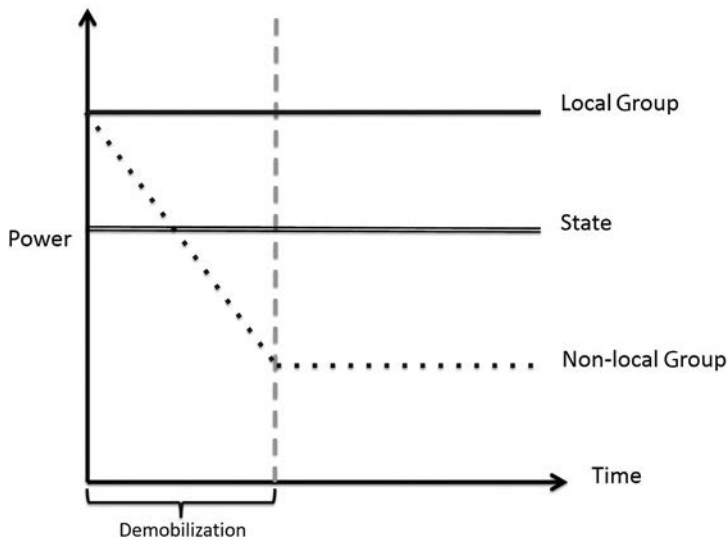 Local Group
State
Power
Non-local Group
Time
Demobilization